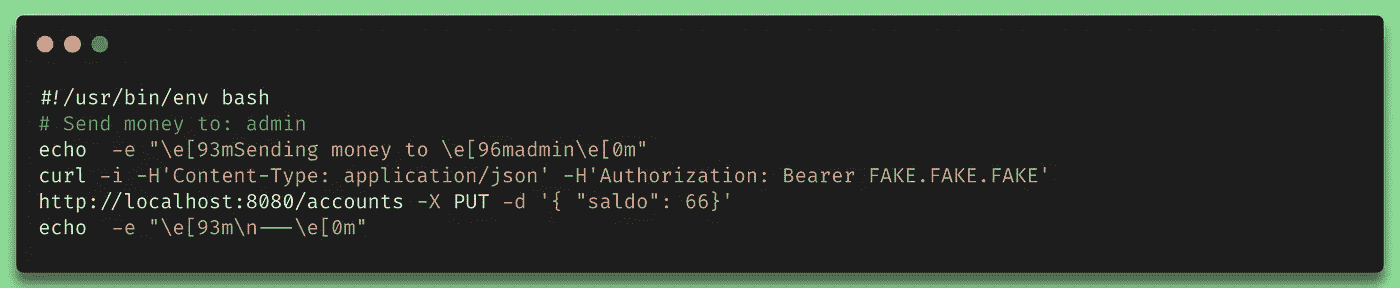 #!/usr/bin/env bash
# Send money to: admin
echo  -e "\e[93mSending money to \e[96madmin\e[0m"
curl -i -H'Content-Type: application/json' -H'Authorization: Bearer FAKE.FAKE.FAKE'
http://localhost:8080/accounts -X PUT -d '{ "saldo": 66}'
echo  -e "\e[93m\n---\e[0m"